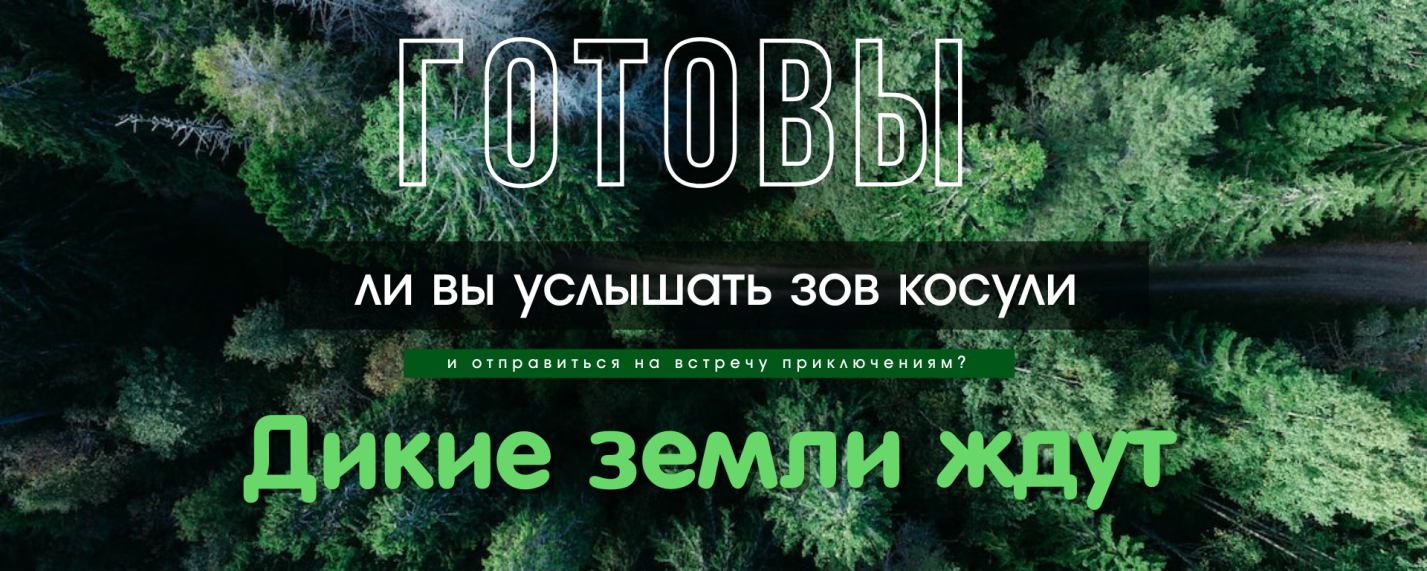 ГОТОВЫ
ли вы услышать зов косули
и отправиться на встречу приключениям?
Дикие земли ждут